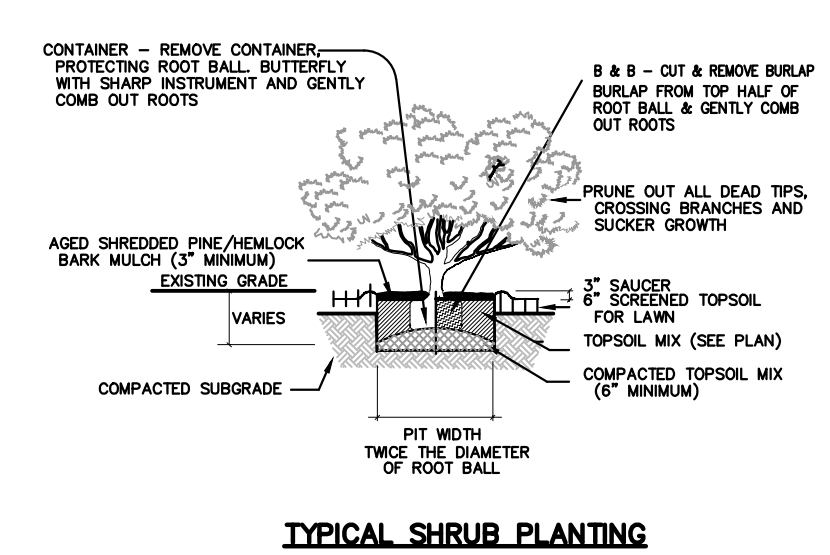 CONTAINER – REMOVE CONTAINER,
PROTECTING ROOT BALL. BUTTERFLY
WITH SHARP INSTRUMENT AND GENTLY
COMB OUT ROOTS
B & B – CUT & REMOVE BURLAP
BURLAP FROM TOP HALF OF
ROOT BALL & GENTLY COMB
OUT ROOTS
PRUNE OUT ALL DEAD TIPS,
CROSSING BRANCHES AND
SUCKER GROWTH
AGED SHREDDED PINE/HEMLOCK
BARK MULCH (3" MINIMUM)
EXISTING GRADE
VARIES
3" SAUCER
6" SCREENED TOPSOIL
FOR LAWN
TOPSOIL MIX (SEE PLAN)
COMPACTED SUBGRADE
COMPACTED TOPSOIL MIX
(6" MINIMUM)
PIT WIDTH
TWICE THE DIAMETER
OF ROOT BALL
TYPICAL SHRUB PLANTING